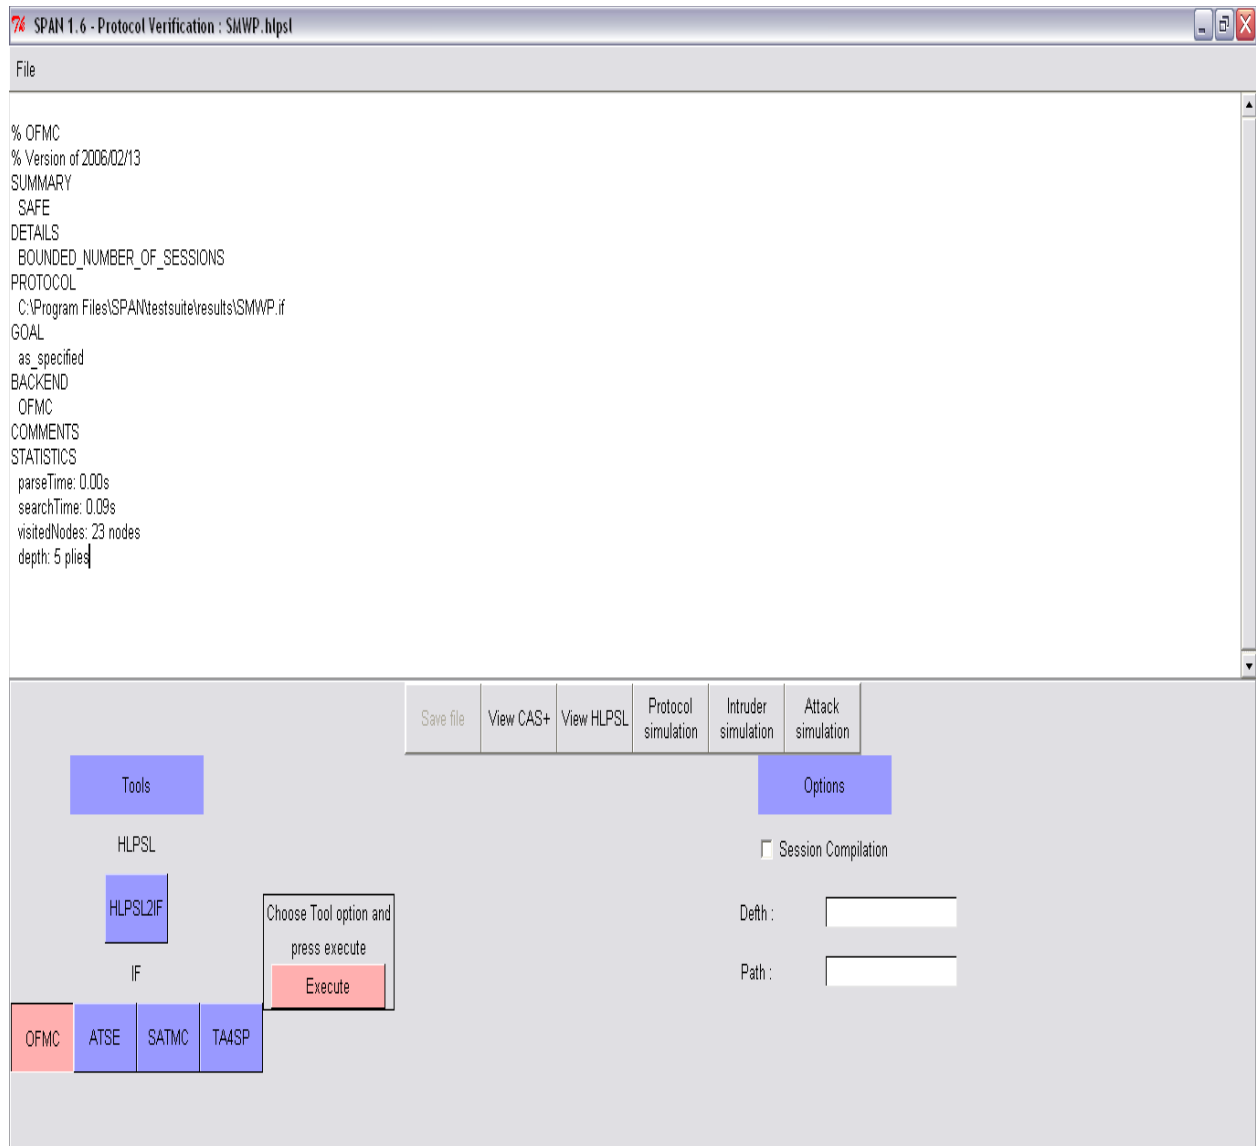 SPAN 1.6 - Protocol Verification : SMWP.hlpsl
File
% OFMC
% Version of 2006/02/13
SUMMARY
SAFE
DETAILS
BOUNDED_NUMBER_OF_SESSIONS
PROTOCOL
C:\Program Files\SPAN\testsuite\results\SMWP.if
GOAL
as_specified
BACKEND
OFMC
COMMENTS
STATISTICS
parseTime: 0.00s
searchTime: 0.09s
visitedNodes: 23 nodes
depth: 5 plies
Save file
View CAS+
View HLPSL
Protocol
simulation
Intruder
simulation
Attack
simulation
Tools
Options
HLPSL
Session Compilation
HLPSL2IF
Choose Tool option and
press execute
Execute
Defth :
Path :
IF
OFMC
ATSE
SATMC
TA4SP